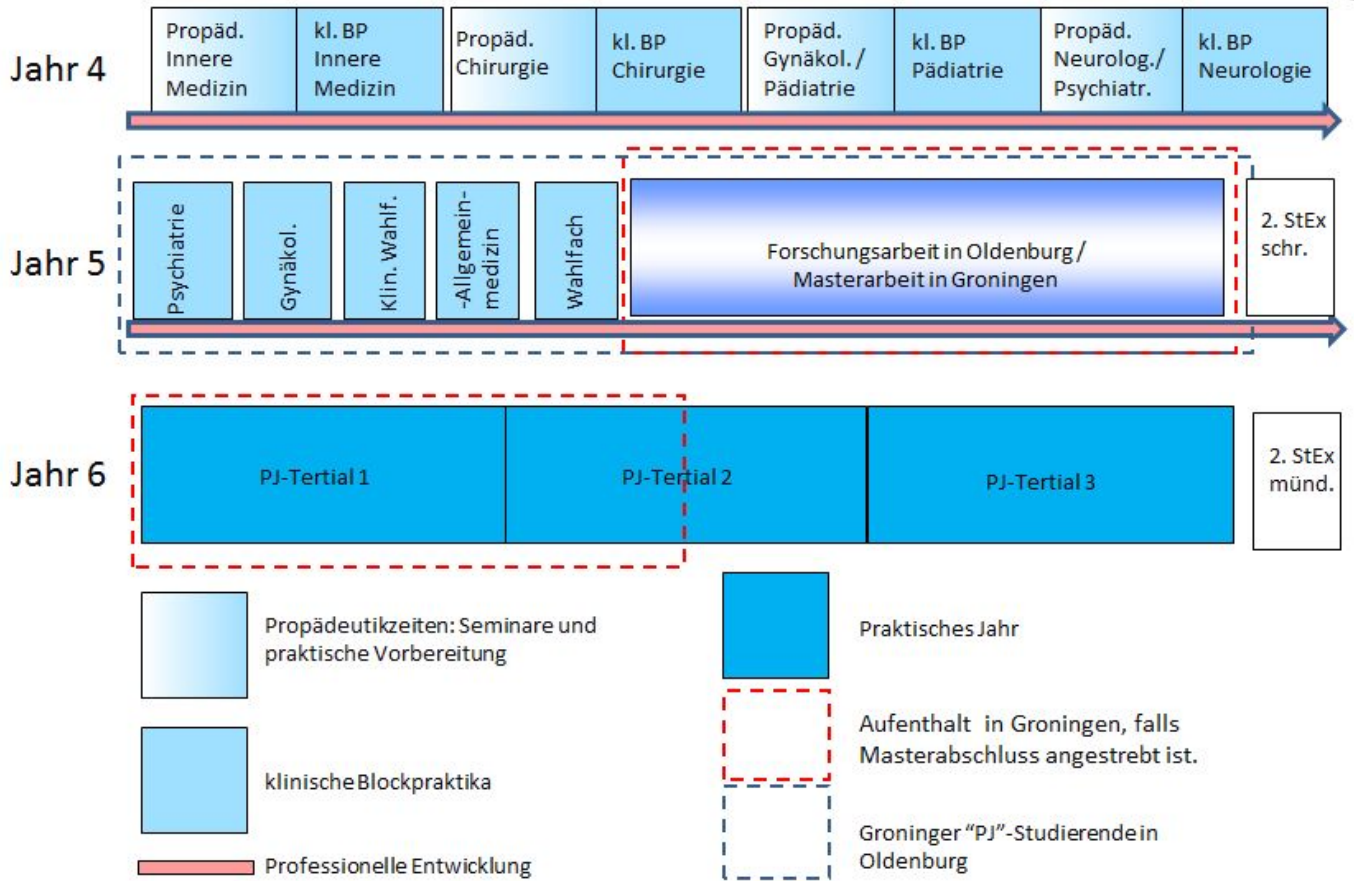 Jahr 4
Propäd.
Innere
Medizin
kl. BP
Innere
Medizin
Propäd.
Chirurgie
kl. BP
Chirurgie
Propäd.
Gynäkol./
Pädiatrie
kl. BP
Pädiatrie
Propäd.
Neurolog./
Psychiatr.
kl. BP
Neurologie
Jahr 5
Psychiatrie
Gynäkol.
Klin. Wahlf.
-Allgemein-
medizin
Wahlfach
Forschungsarbeit in Oldenburg /
Masterarbeit in Groningen
2. StEx
schr.
Jahr 6
PJ-Tertial 1
PJ-Tertial 2
PJ-Tertial 3
2. StEx
münd.
Propädeutikzeiten: Seminare und
praktische Vorbereitung
klinische Blockpraktika
Professionelle Entwicklung
Praktisches Jahr
Aufenthalt in Groningen, falls
Masterabschluss angestrebt ist.
Groninger “PJ”-Studierende in
Oldenburg